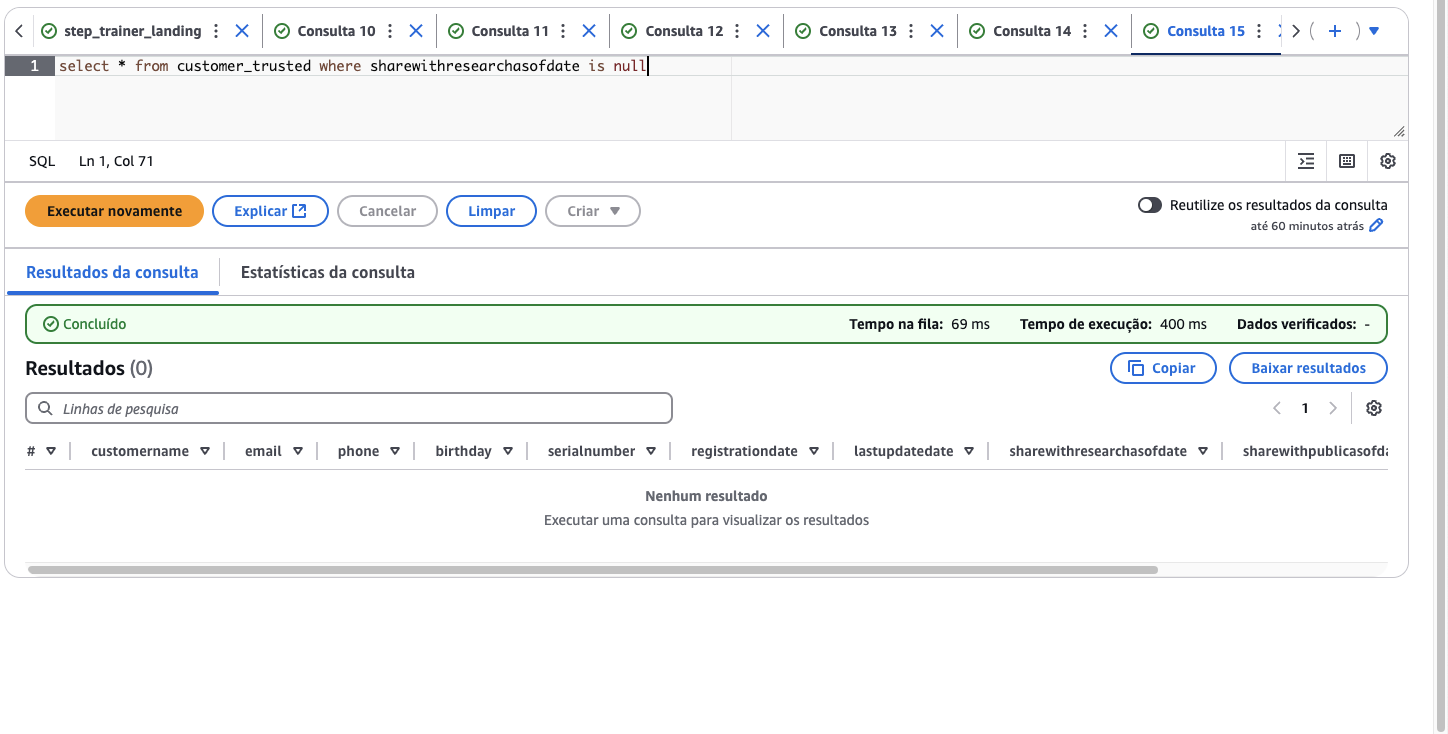 step_trainer_landing Consulta 10 Consulta 11 Consulta 12 Consulta 13 Consulta 14 Consulta 15
1 select * from customer_trusted where sharewithresearchasofdate is null
SQL Ln 1, Col 71
Executar novamente Explicar Cancelar Limpar Criar
Reutilize os resultados da consulta
até 60 minutos atrás
Resultados da consulta Estatísticas da consulta
Concluído Tempo na fila: 69 ms Tempo de execução: 400 ms Dados verificados: -
Resultados (0) Copiar Baixar resultados
Linhas de pesquisa 1
# customername email phone birthday serialnumber registrationdate lastupdatedate sharewithresearchasofdate sharewithpublicasofda
Nenhum resultado
Executar uma consulta para visualizar os resultados